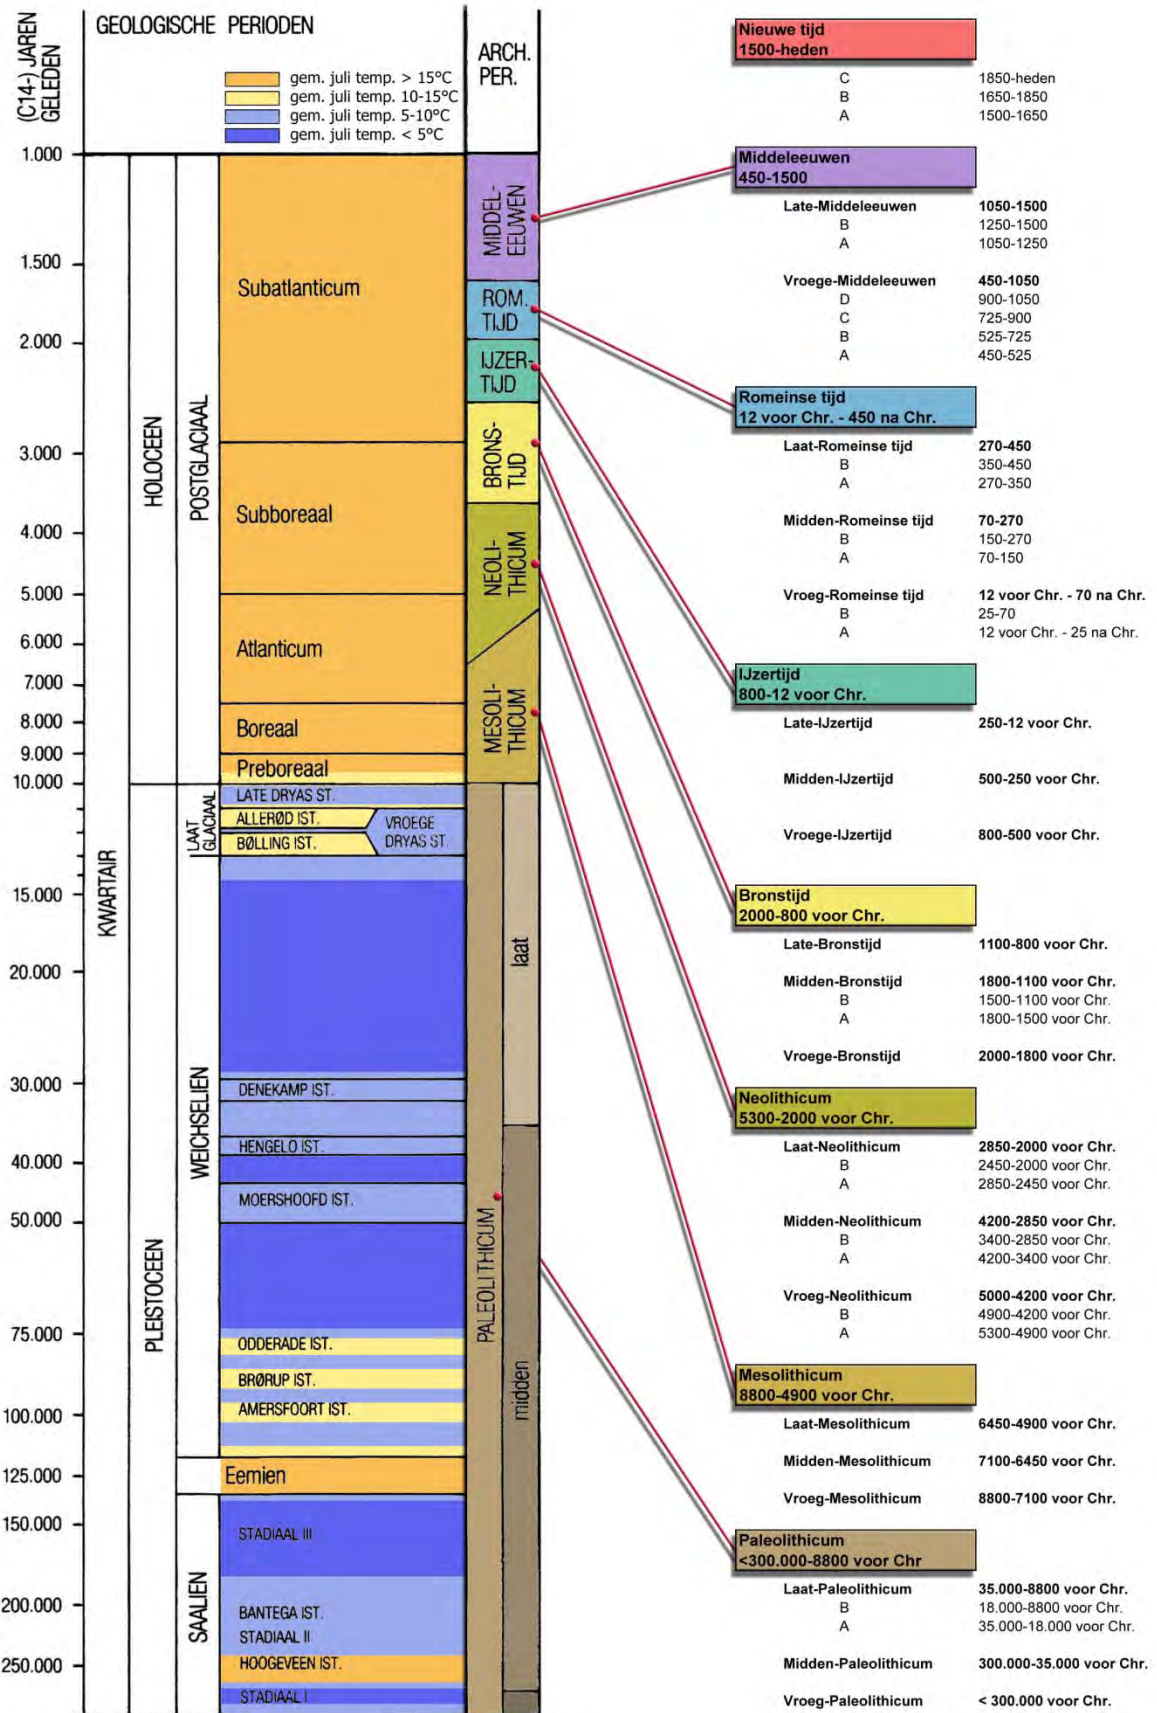 (C14-) JAREN
GELEDEN
GEOLOGISCHE PERIODEN
gem. juli temp. > 15°C
gem. juli temp. 10-15°C
gem. juli temp. 5-10°C
gem. juli temp. < 5°C
ARCH.
PER.
1.000
1.500
2.000
3.000
4.000
5.000
6.000
7.000
8.000
9.000
10.000
15.000
20.000
30.000
40.000
50.000
75.000
100.000
125.000
150.000
200.000
250.000
KWARTAIR
HOLOCEEN
PLEISTOCEEN
POSTGLACIAAL
LAAT
GLACIAAL
WEICHSELIEN
SAALIEN
Subatlanticum
Subboreaal
Atlanticum
Boreaal
Preboreaal
LATE DRYAS ST.
ALLERØD IST.
VROEGE
DRYAS ST.
BØLLING IST.
DENEKAMP IST.
HENGELO IST.
MOERSHOOFD IST.
ODDERADE IST.
BRØRUP IST.
AMERSFOORT IST.
Eemien
STADIAAL III
BANTEGA IST.
STADIAAL II
HOOGEVEEN IST.
STADIAAL I
MIDDEL-
EEUWEN
ROM.
TIJD
IJZER-
TIJD
BRONS-
TIJD
NEOLI-
THICUM
MESOLI-
THICUM
PALEOLITHICUM
laat
midden
Nieuwe tijd
1500-heden
C 1850-heden
B 1650-1850
A 1500-1650
Middeleeuwen
450-1500
Late-Middeleeuwen 1050-1500
B 1250-1500
A 1050-1250
Vroege-Middeleeuwen 450-1050
D 900-1050
C 725-900
B 525-725
A 450-525
Romeinse tijd
12 voor Chr. - 450 na Chr.
Laat-Romeinse tijd 270-450
B 350-450
A 270-350
Midden-Romeinse tijd 70-270
B 150-270
A 70-150
Vroeg-Romeinse tijd 12 voor Chr. - 70 na Chr.
B 25-70
A 12 voor Chr. - 25 na Chr.
IJzertijd
800-12 voor Chr.
Late-IJzertijd 250-12 voor Chr.
Midden-IJzertijd 500-250 voor Chr.
Vroege-IJzertijd 800-500 voor Chr.
Bronstijd
2000-800 voor Chr.
Late-Bronstijd 1100-800 voor Chr.
Midden-Bronstijd 1800-1100 voor Chr.
B 1500-1100 voor Chr.
A 1800-1500 voor Chr.
Vroege-Bronstijd 2000-1800 voor Chr.
Neolithicum
5300-2000 voor Chr.
Laat-Neolithicum 2850-2000 voor Chr.
B 2450-2000 voor Chr.
A 2850-2450 voor Chr.
Midden-Neolithicum 4200-2850 voor Chr.
B 3400-2850 voor Chr.
A 4200-3400 voor Chr.
Vroeg-Neolithicum 5000-4200 voor Chr.
B 4900-4200 voor Chr.
A 5300-4900 voor Chr.
Mesolithicum
8800-4900 voor Chr.
Laat-Mesolithicum 6450-4900 voor Chr.
Midden-Mesolithicum 7100-6450 voor Chr.
Vroeg-Mesolithicum 8800-7100 voor Chr.
Paleolithicum
<300.000-8800 voor Chr
Laat-Paleolithicum 35.000-8800 voor Chr.
B 18.000-8800 voor Chr.
A 35.000-18.000 voor Chr.
Midden-Paleolithicum 300.000-35.000 voor Chr.
Vroeg-Paleolithicum < 300.000 voor Chr.